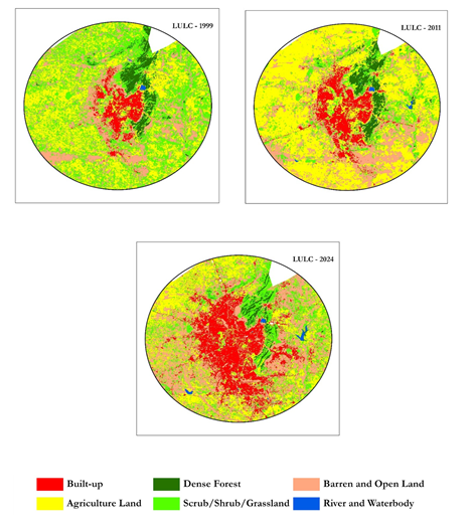 LULC - 1999
LULC - 2011
LULC - 2024
Built-up
Dense Forest
Barren and Open Land
Agriculture Land
Scrub/Shrub/Grassland
River and Waterbody